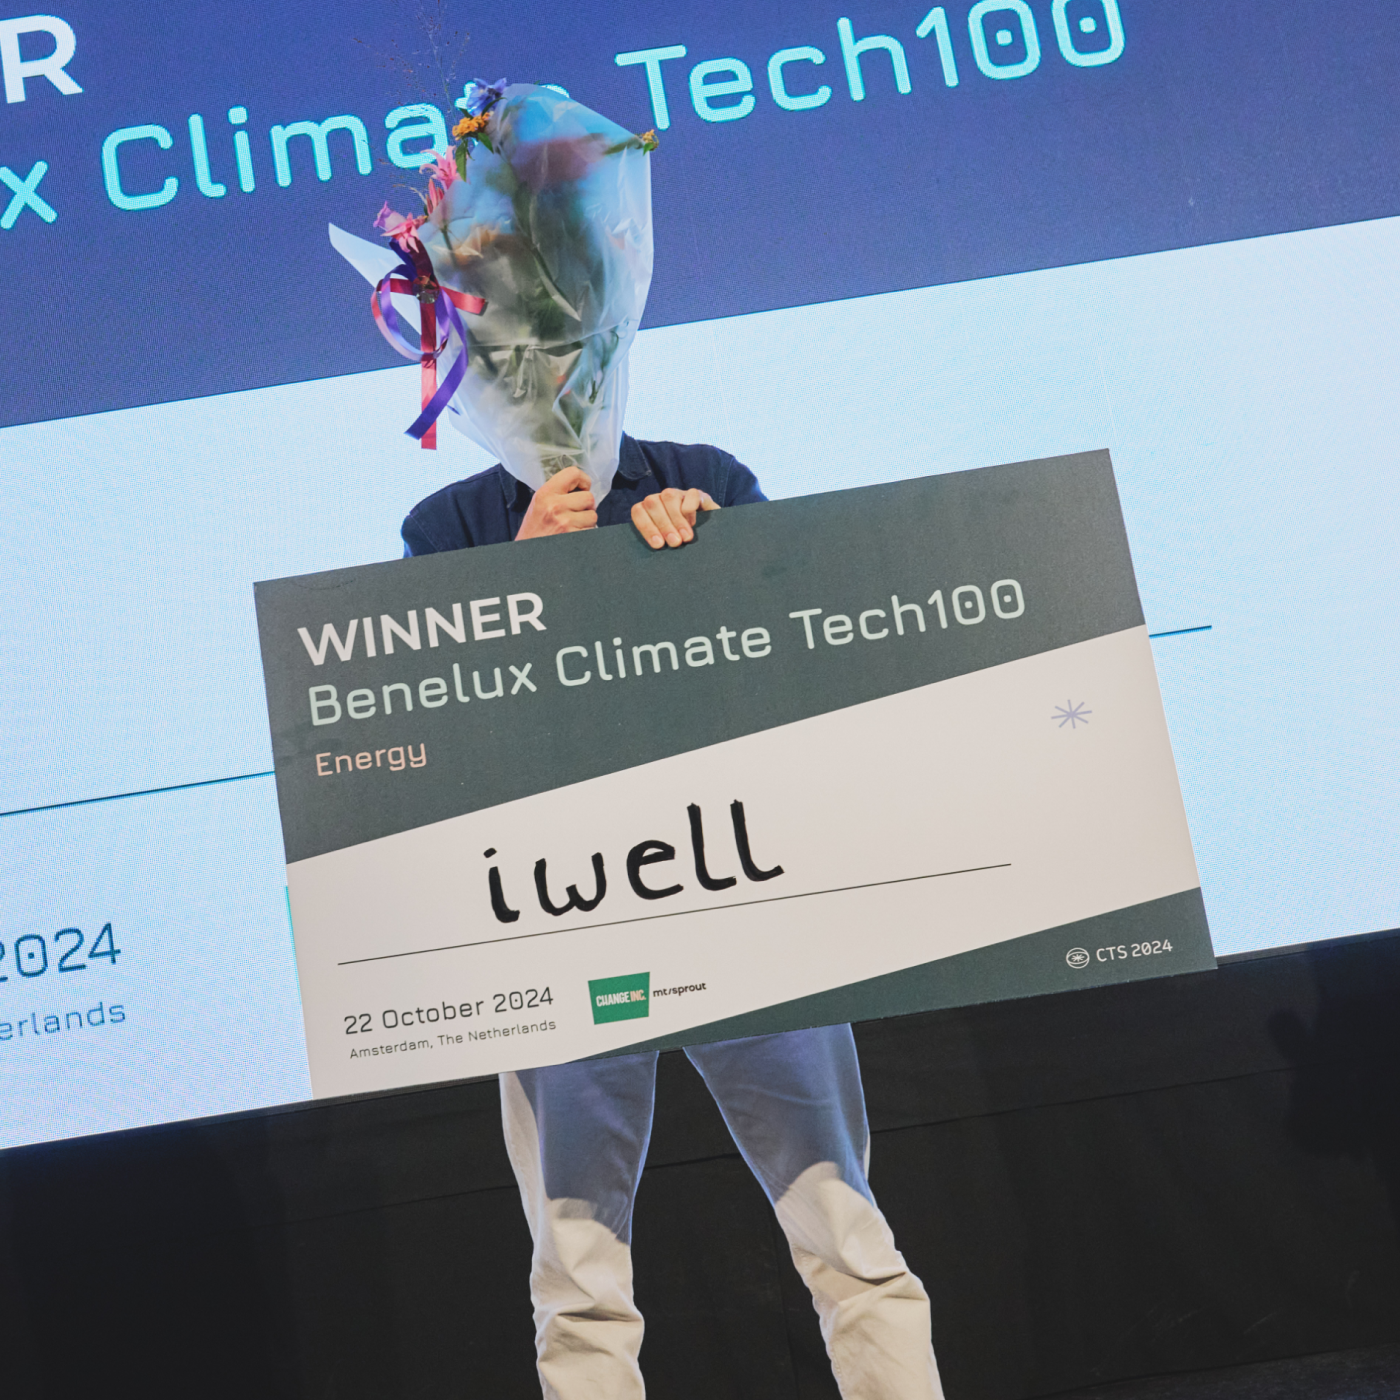 R
x Climate Tech100
2024
erlands
WINNER
Benelux Climate Tech100
Energy
iwell
22 October 2024
Amsterdam, The Netherlands
CHANGE INC.
mt/sprout
CTS 2024